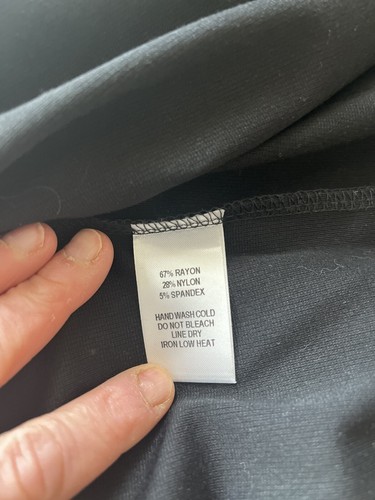 67% RAYON
28% NYLON
5% SPANDEX
HAND WASH COLD
DO NOT BLEACH
LINE DRY
IRON LOW HEAT